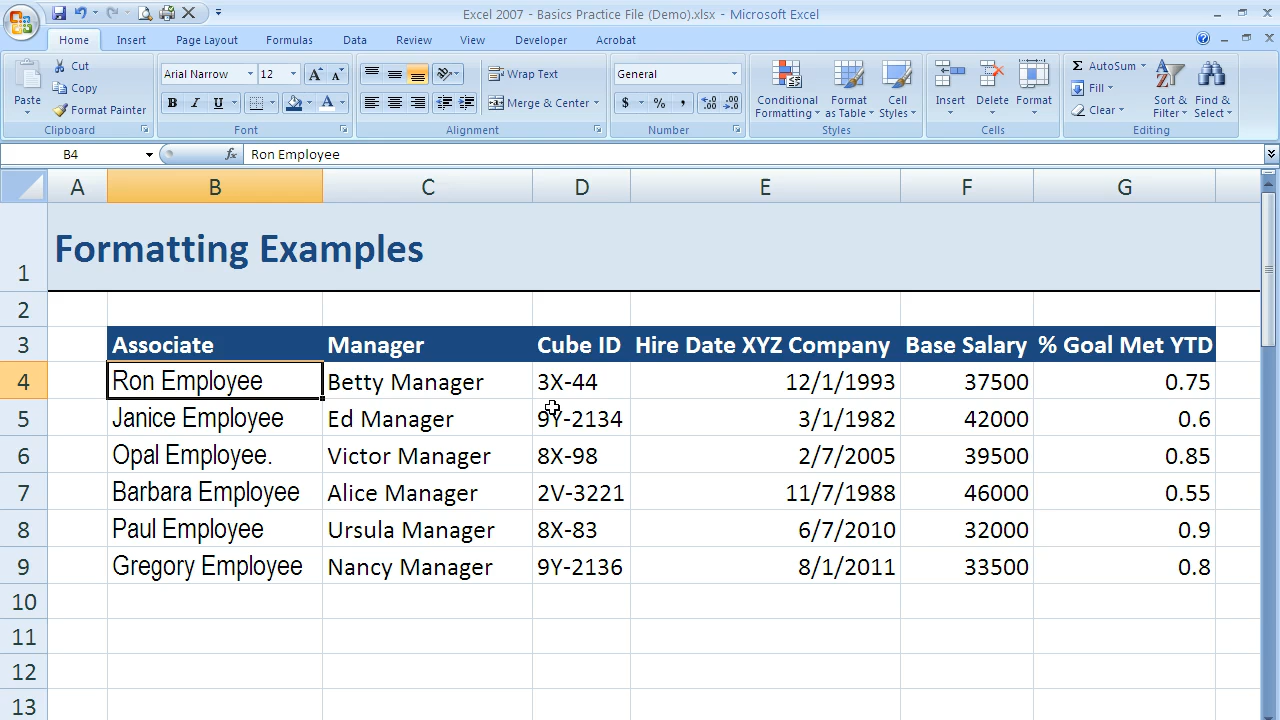 Excel 2007 - Basics Practice File (Demo).xlsx - Microsoft Excel
Home Insert Page Layout Formulas Data Review View Developer Acrobat
Paste
Cut
Copy
Format Painter
Clipboard
Arial Narrow 12
B I U
Font
Wrap Text
Merge & Center
Alignment
General
$ % ,
Number
Conditional Formatting
Format as Table
Cell Styles
Styles
Insert Delete Format
Cells
Σ AutoSum
Fill
Clear
Sort & Filter
Find & Select
Editing
B4 fx Ron Employee
A B C D E F G
1 Formatting Examples
2
3 Associate Manager Cube ID Hire Date XYZ Company Base Salary % Goal Met YTD
4 Ron Employee Betty Manager 3X-44 12/1/1993 37500 0.75
5 Janice Employee Ed Manager 9Y-2134 3/1/1982 42000 0.6
6 Opal Employee. Victor Manager 8X-98 2/7/2005 39500 0.85
7 Barbara Employee Alice Manager 2V-3221 11/7/1988 46000 0.55
8 Paul Employee Ursula Manager 8X-83 6/7/2010 32000 0.9
9 Gregory Employee Nancy Manager 9Y-2136 8/1/2011 33500 0.8
10
11
12
13